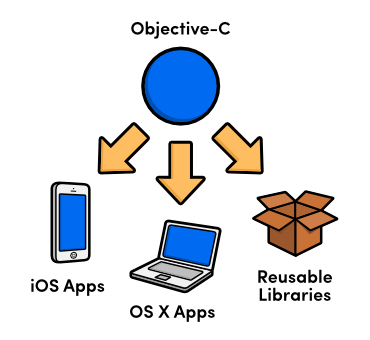 Objective-C
iOS Apps
OS X Apps
Reusable
Libraries